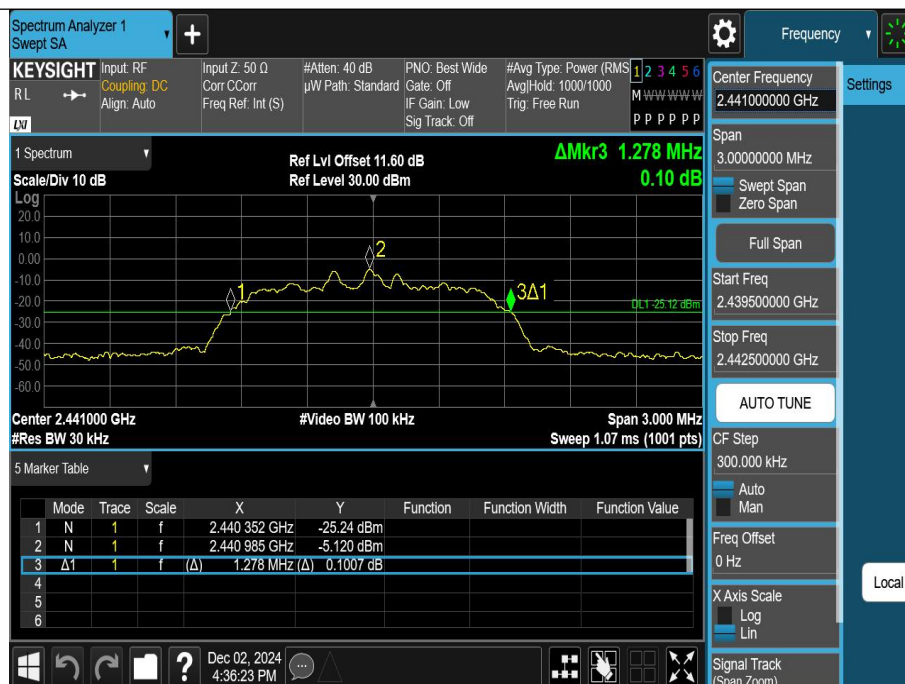 Spectrum Analyzer 1
Swept SA
+
Frequency
KEYSIGHT
RL
LXI
Input: RF
Coupling: DC
Align: Auto
Input Z: 50 Ω
Corr CCorr
Freq Ref: Int (S)
#Atten: 40 dB
µW Path: Standard
PNO: Best Wide
Gate: Off
IF Gain: Low
Sig Track: Off
#Avg Type: Power (RMS
Avg|Hold: 1000/1000
Trig: Free Run
1 2 3 4 5 6
M W W W W W
P P P P P P
1 Spectrum
Scale/Div 10 dB
Ref Lvl Offset 11.60 dB
Ref Level 30.00 dBm
ΔMkr3 1.278 MHz
0.10 dB
Log
20.0
10.0
0.00
-10.0
-20.0
-30.0
-40.0
-50.0
-60.0
1
2
3Δ1
DL1 -25.12 dBm
Center 2.441000 GHz
#Video BW 100 kHz
Span 3.000 MHz
#Res BW 30 kHz
Sweep 1.07 ms (1001 pts)
5 Marker Table
Mode Trace Scale X Y Function Function Width Function Value
1 N 1 f 2.440 352 GHz -25.24 dBm
2 N 1 f 2.440 985 GHz -5.120 dBm
3 Δ1 1 f (Δ) 1.278 MHz (Δ) 0.1007 dB
4
5
6
?
Dec 02, 2024
4:36:23 PM
Center Frequency
2.441000000 GHz
Span
3.00000000 MHz
Swept Span
Zero Span
Full Span
Start Freq
2.439500000 GHz
Stop Freq
2.442500000 GHz
AUTO TUNE
CF Step
300.000 kHz
Auto
Man
Freq Offset
0 Hz
X Axis Scale
Log
Lin
Signal Track
(Span Zoom)
Settings
Local